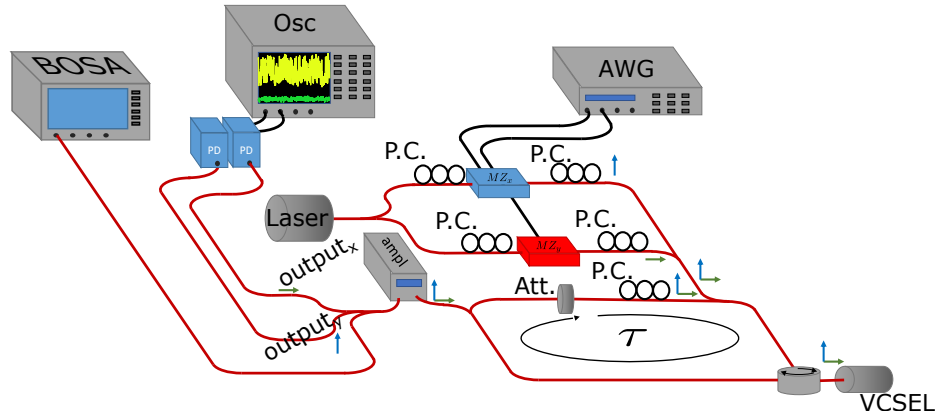 Osc
BOSA
AWG
PD
PD
P.C.
P.C.
MZx
Laser
P.C.
P.C.
MZy
ampl
outputx
P.C.
Att.
outputy
τ
VCSEL